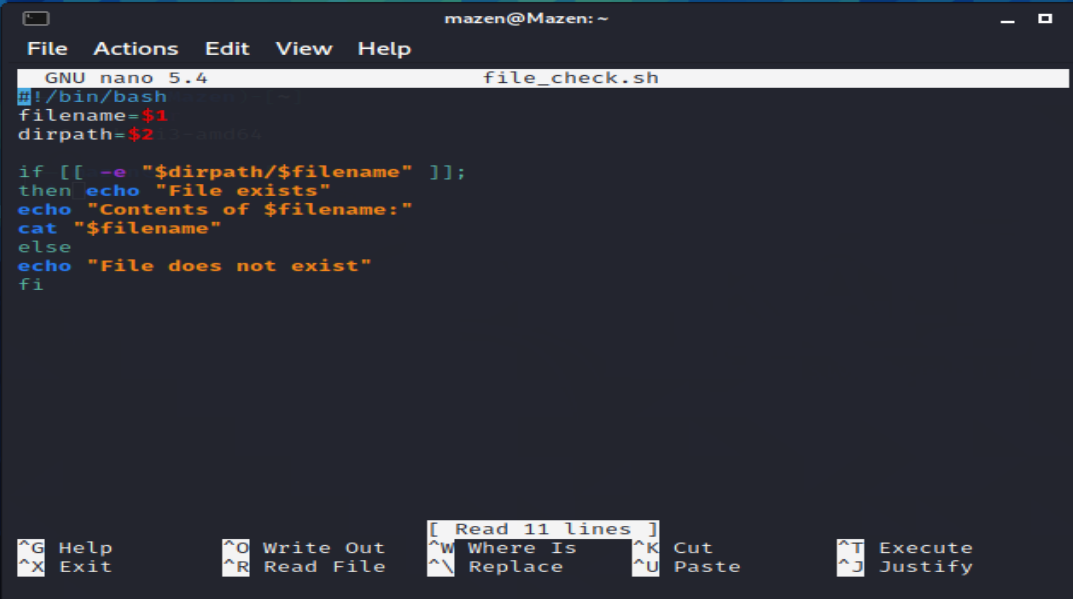 mazen@Mazen: ~
File Actions Edit View Help
GNU nano 5.4 file_check.sh
#!/bin/bash
filename=$1
dirpath=$2
if [[ -e "$dirpath/$filename" ]];
then echo "File exists"
echo "Contents of $filename:"
cat "$filename"
else
echo "File does not exist"
fi
[ Read 11 lines ]
^G Help ^O Write Out ^W Where Is ^K Cut ^T Execute
^X Exit ^R Read File ^\ Replace ^U Paste ^J Justify